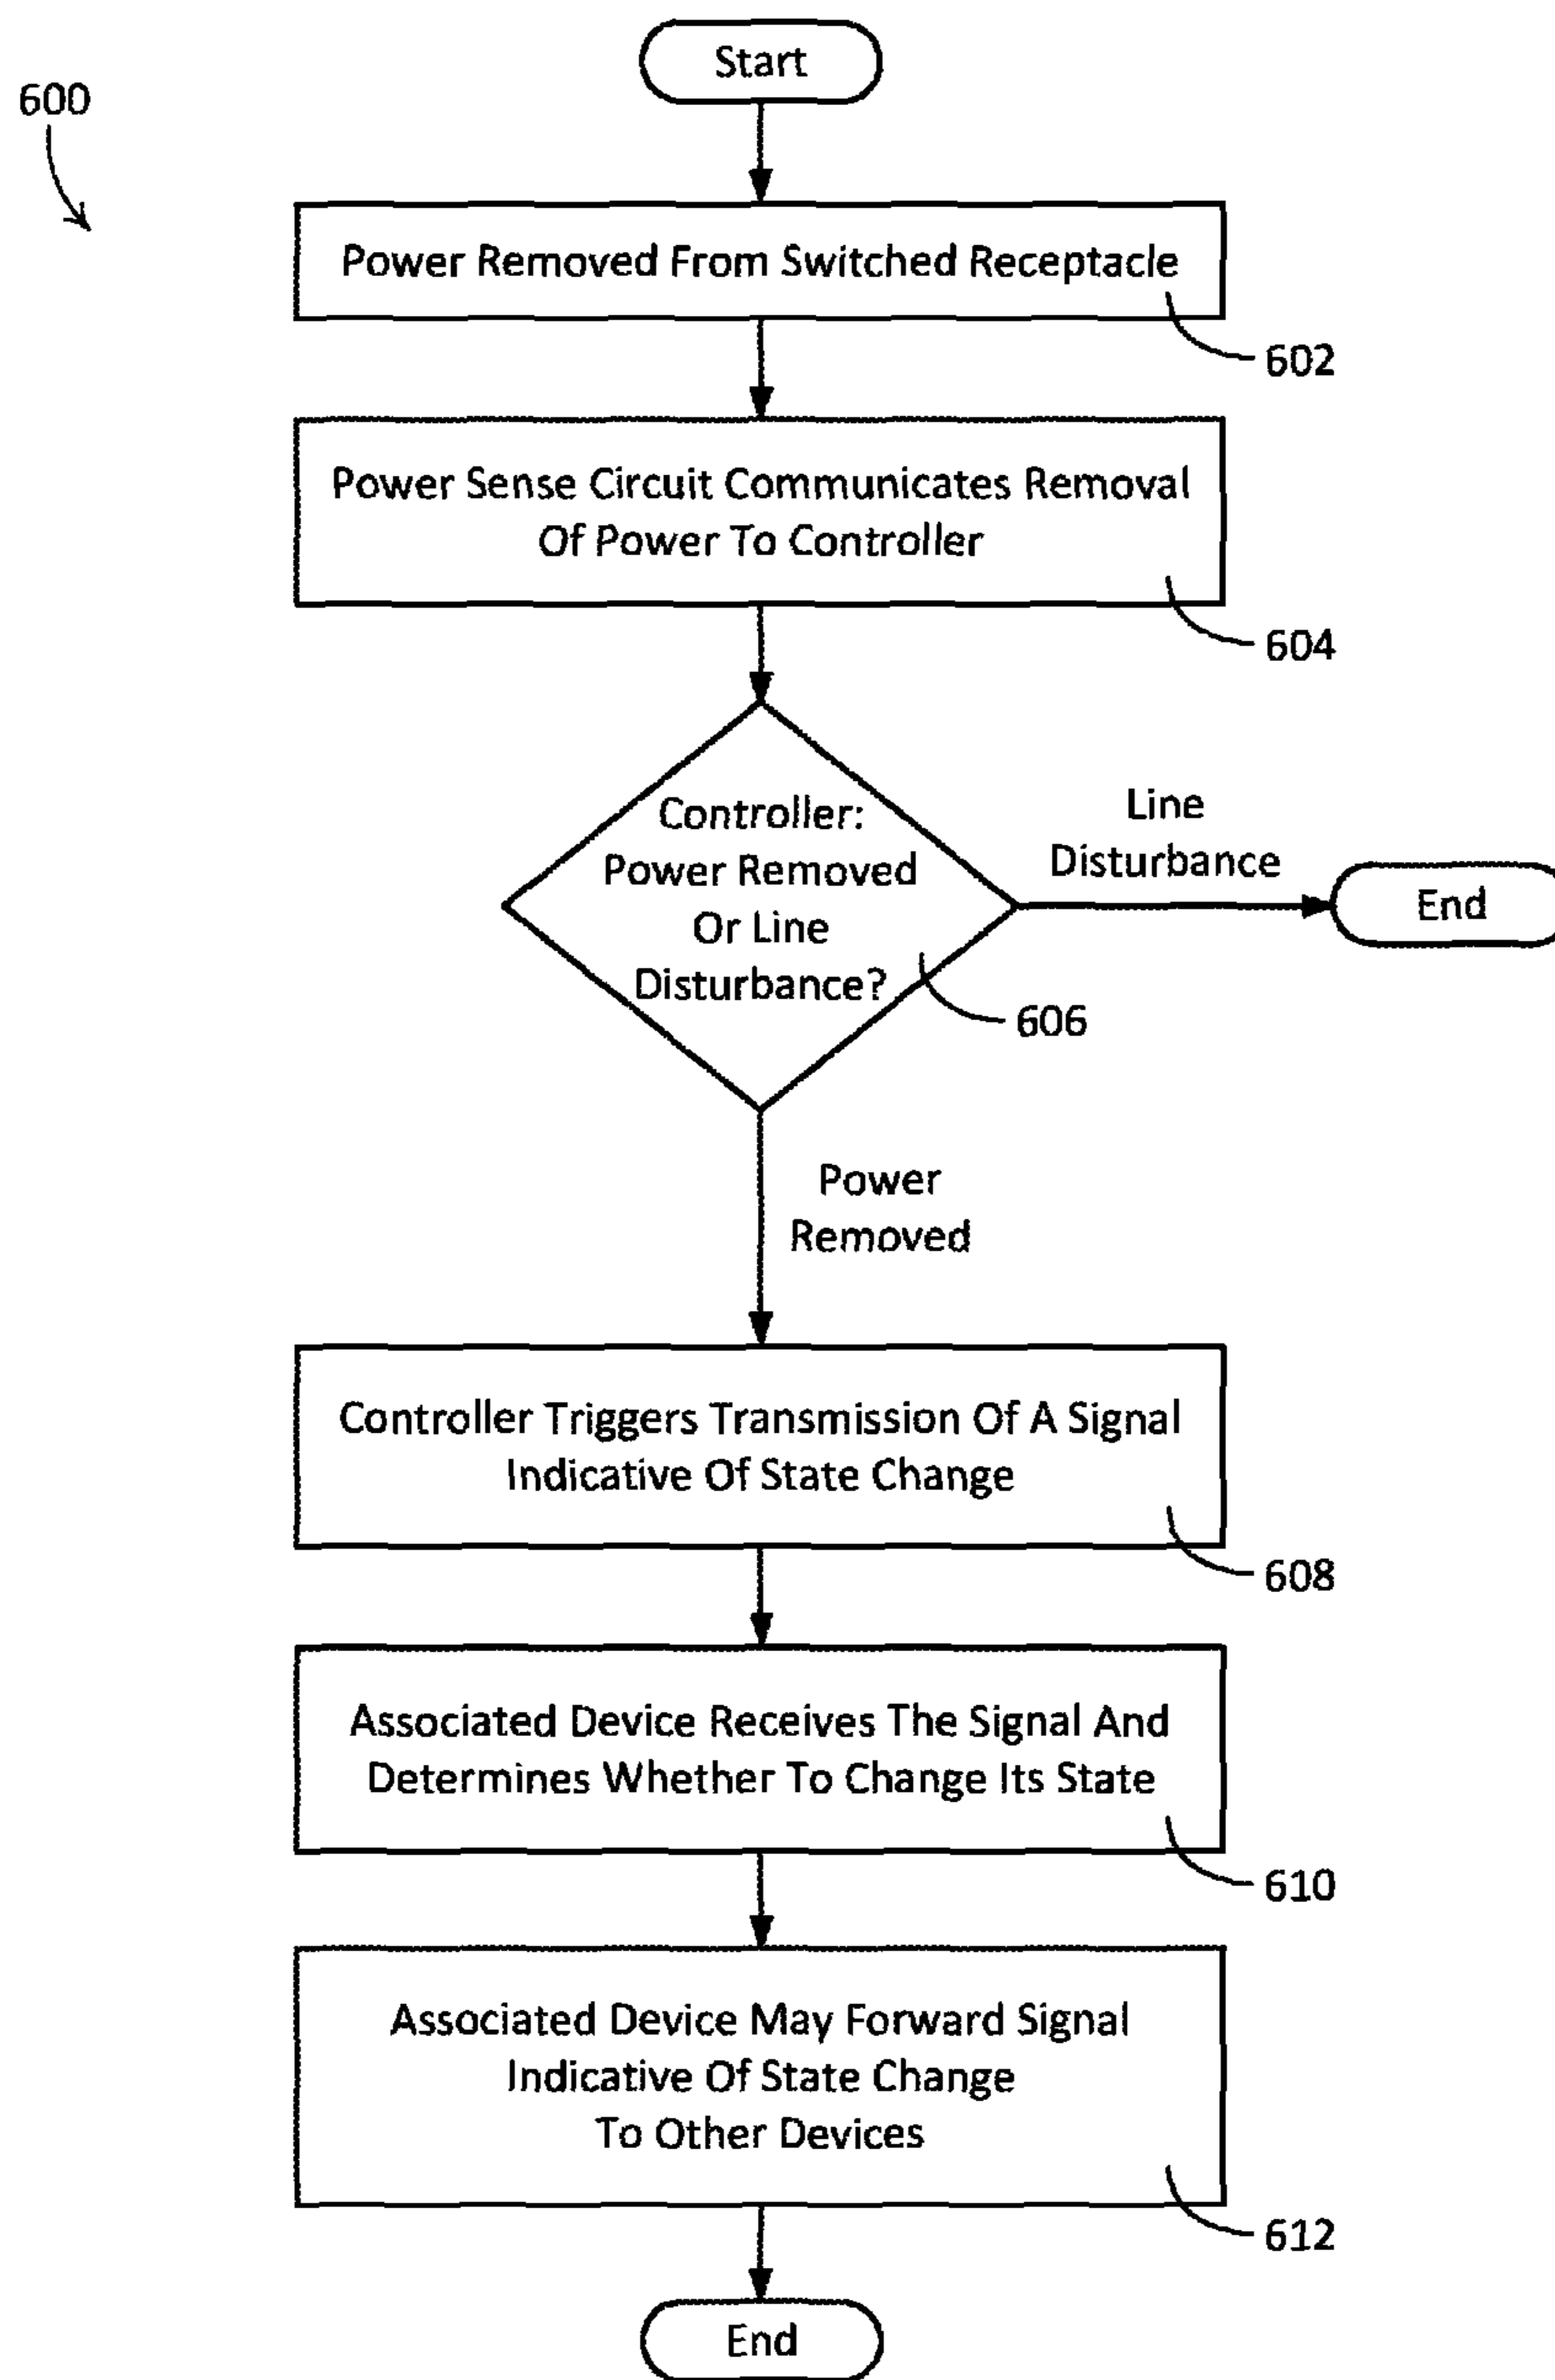 Start
600
Power Removed From Switched Receptacle
602
Power Sense Circuit Communicates Removal
Of Power To Controller
604
Controller:
Power Removed
Or Line
Disturbance?
606
Line
Disturbance
End
Power
Removed
Controller Triggers Transmission Of A Signal
Indicative Of State Change
608
Associated Device Receives The Signal And
Determines Whether To Change Its State
610
Associated Device May Forward Signal
Indicative Of State Change
To Other Devices
612
End